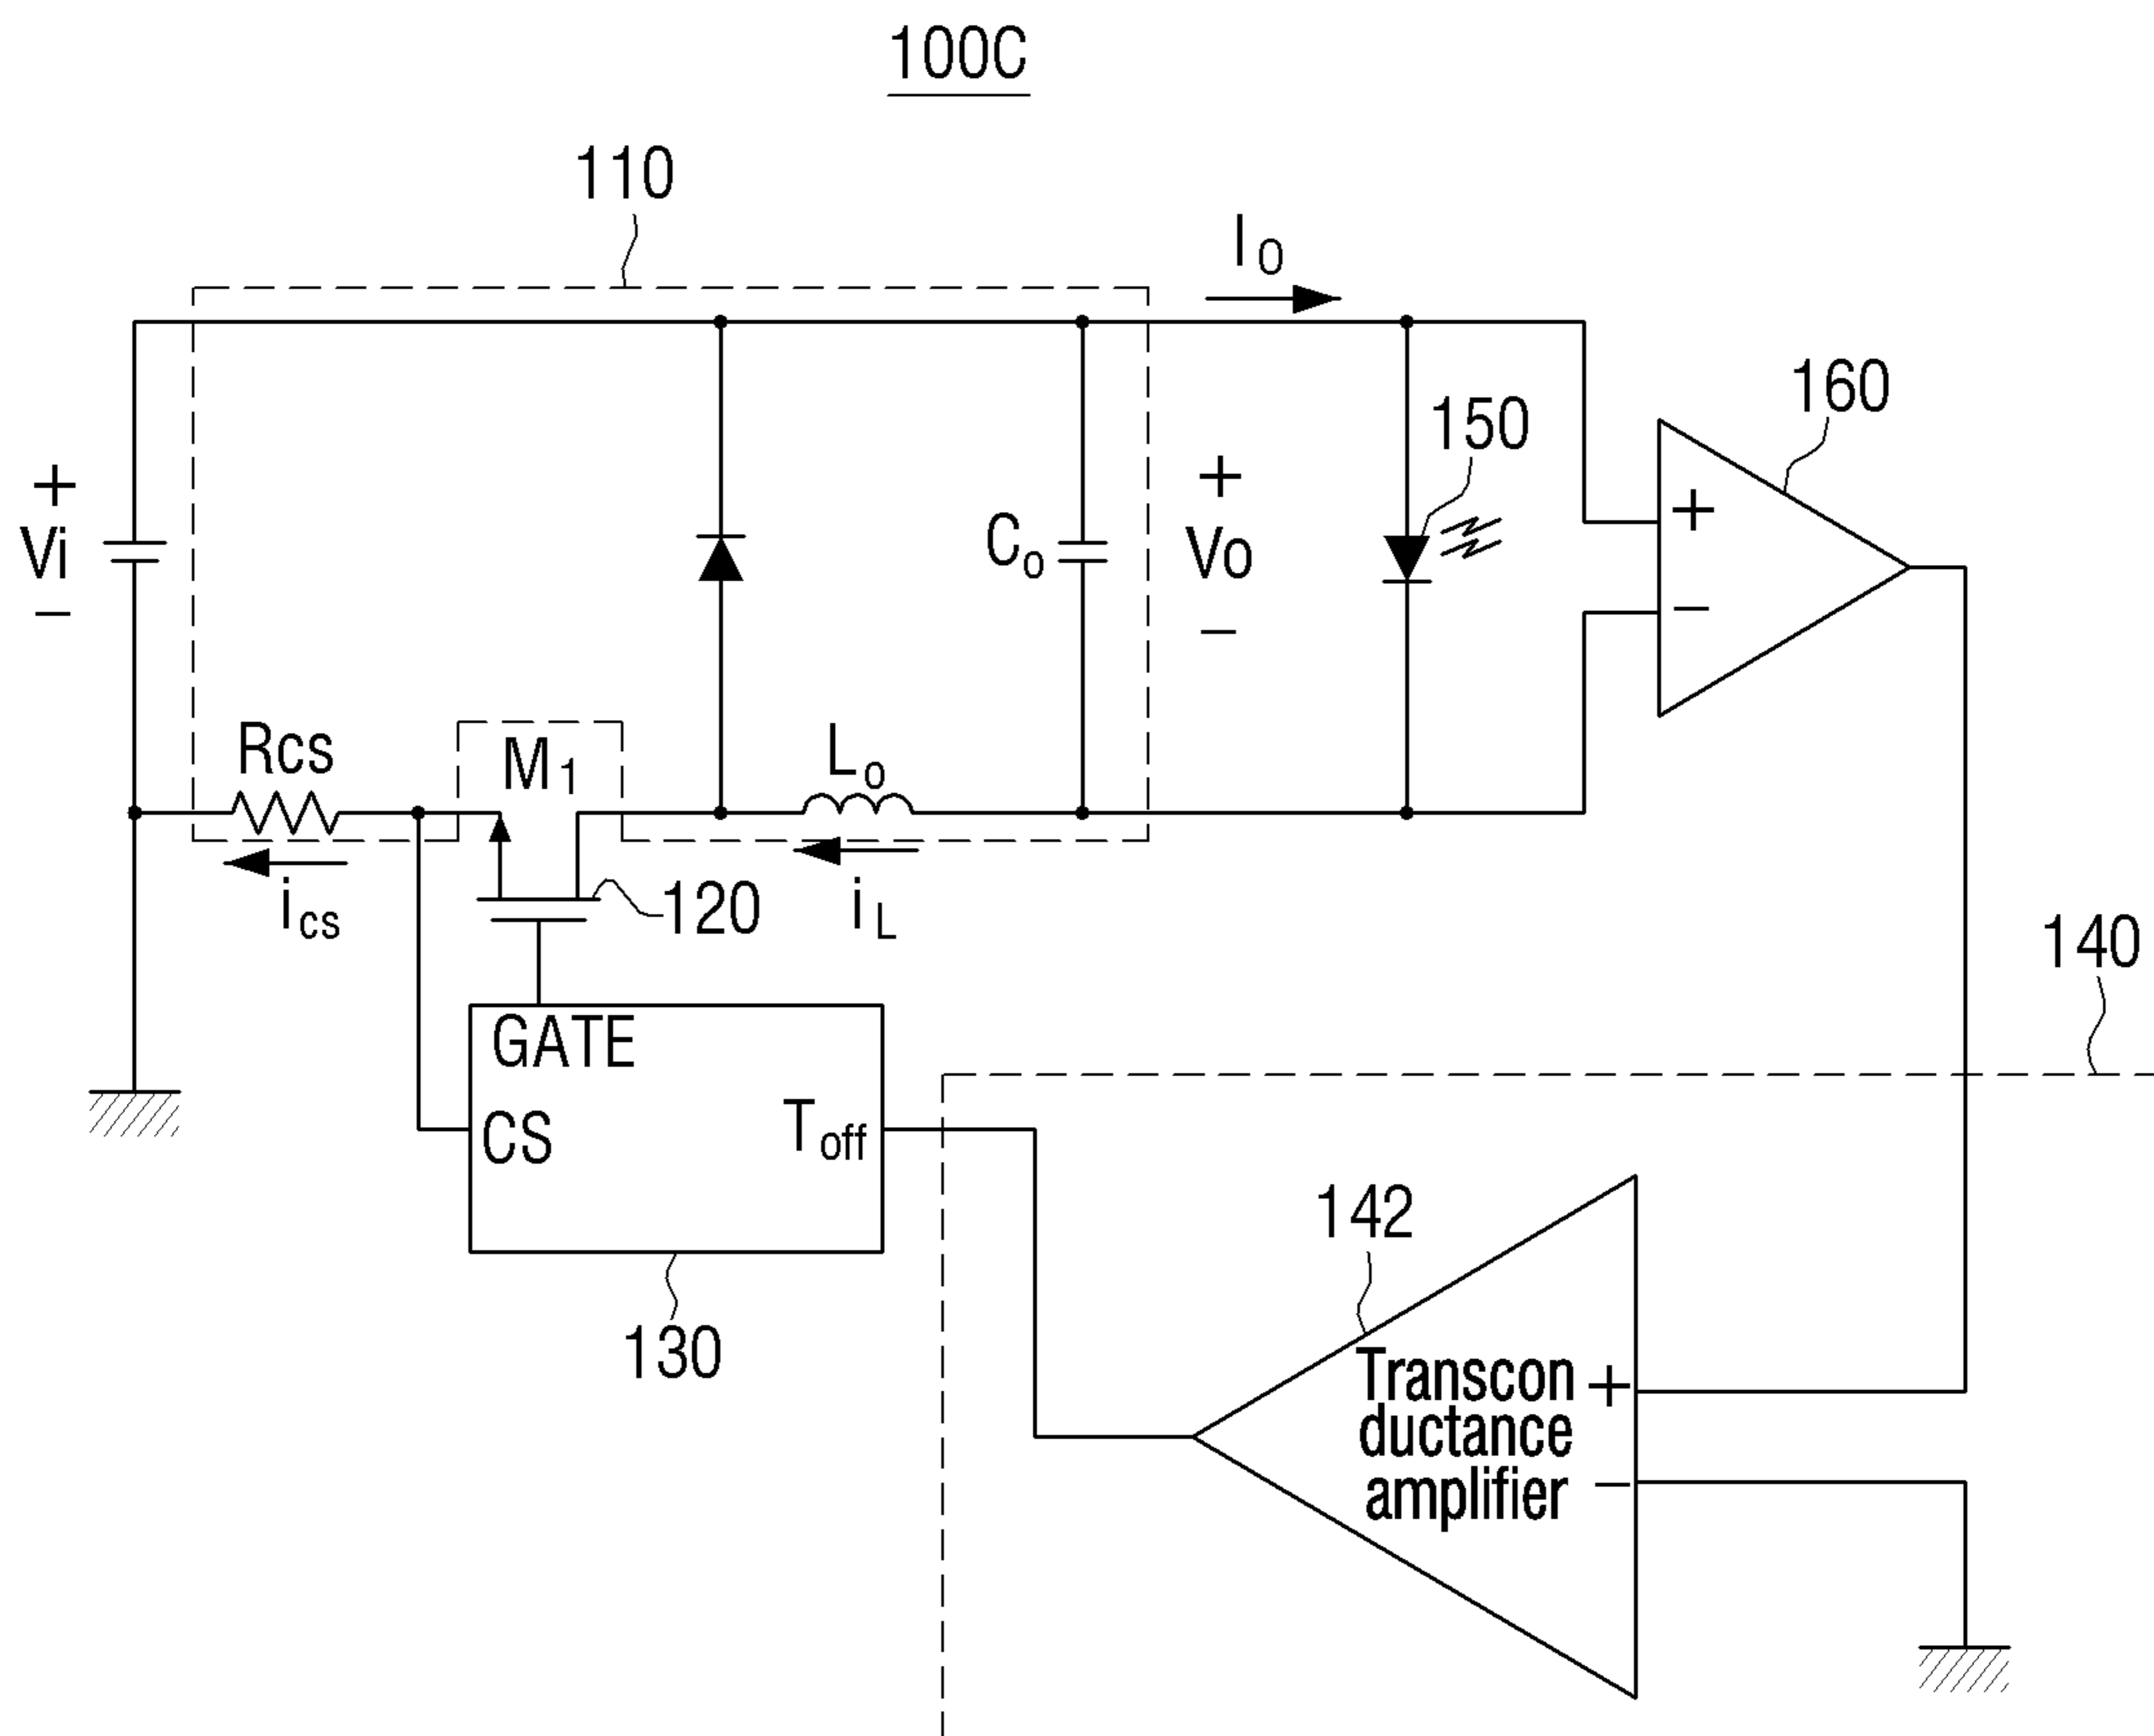 100C
110
Io
160
150
+
Vi
−
Co
+
Vo
−
+
−
Rcs
M1
Lo
ics
120
iL
140
GATE
CS
Toff
142
130
Transcon
ductance
amplifier
+
−